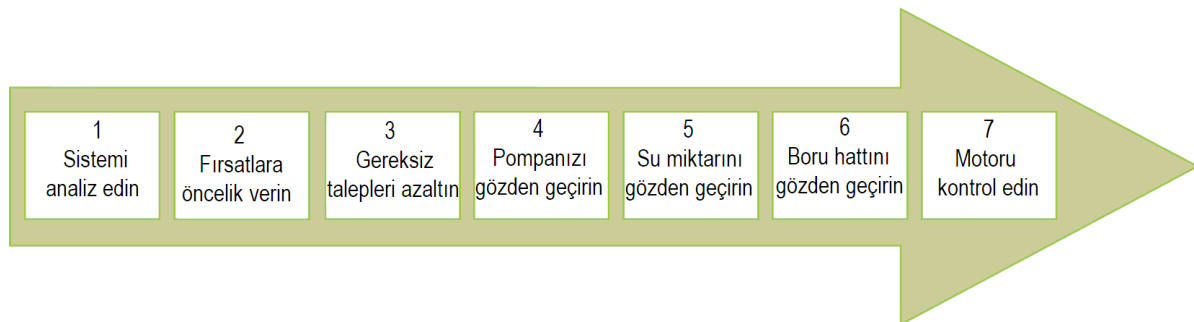 1
Sistemi
analiz edin
2
Fırsatlara
öncelik verin
3
Gereksiz
talepleri azaltın
4
Pompanızı
gözden geçirin
5
Su miktarını
gözden geçirin
6
Boru hattını
gözden geçirin
7
Motoru
kontrol edin